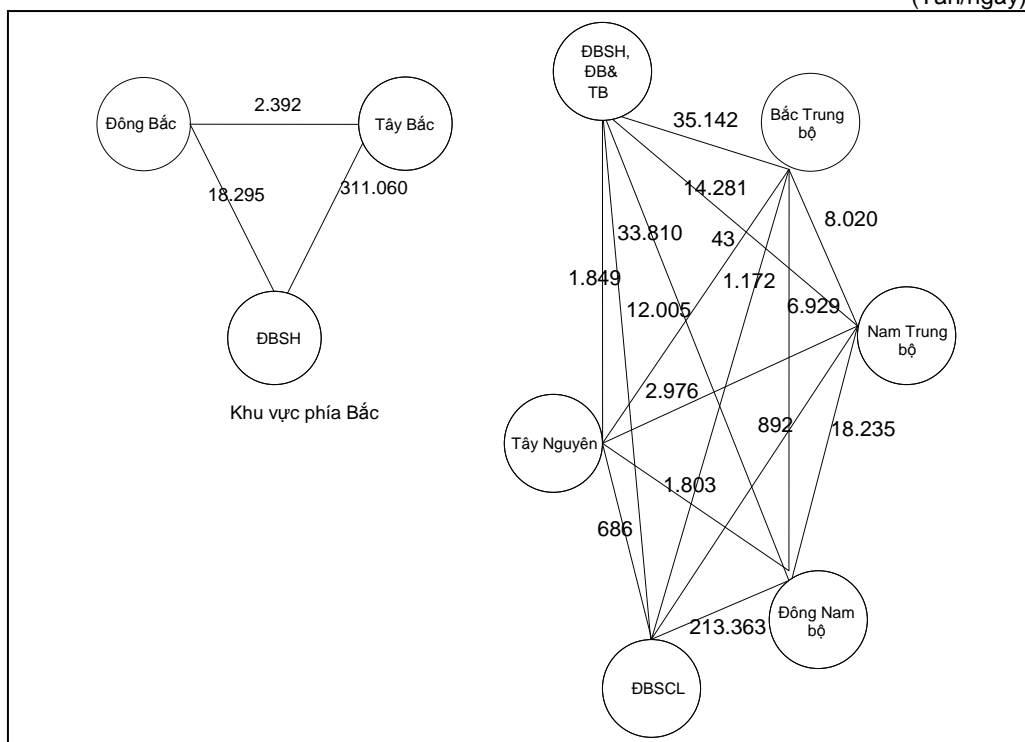 (Tấn/ngày)
Đông Bắc
2.392
Tây Bắc
18.295
311.060
ĐBSH
Khu vực phía Bắc
ĐBSH,
ĐB&
TB
35.142
Bắc Trung
bộ
14.281
33.810
43
8.020
1.849
12.005
1.172
6.929
Nam Trung
bộ
2.976
Tây Nguyên
892
18.235
1.803
686
213.363
Đông Nam
bộ
ĐBSCL